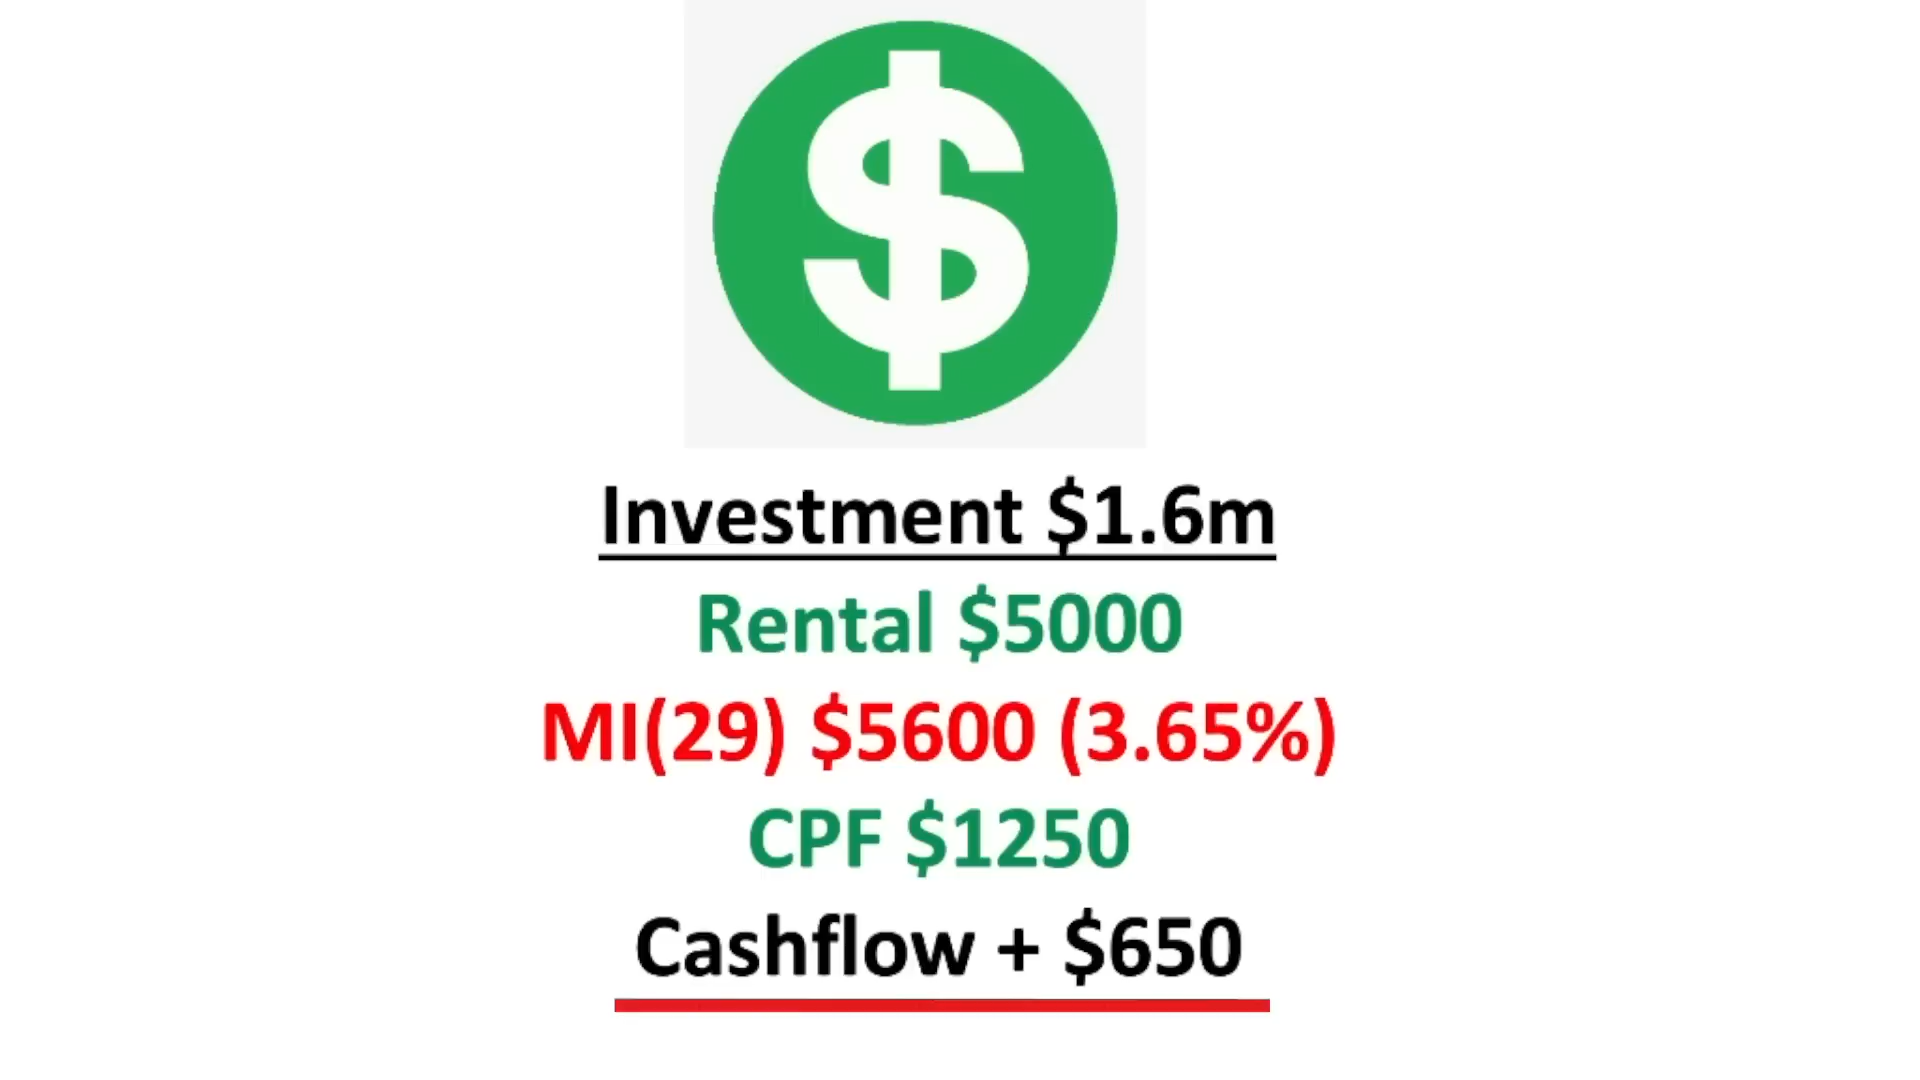 $
Investment $1.6m
Rental $5000
MI(29) $5600 (3.65%)
CPF $1250
Cashflow + $650